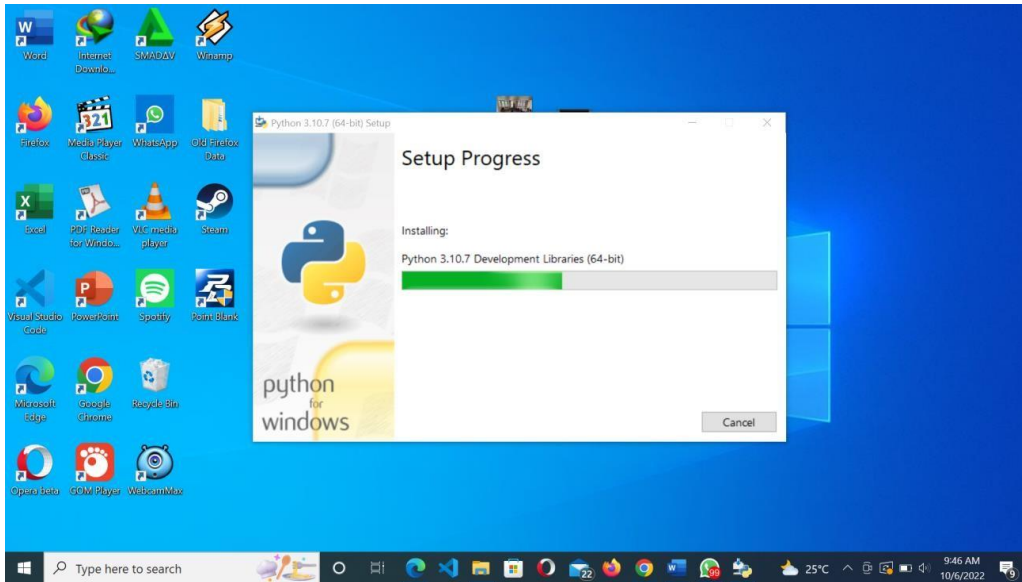 Word
Internet
Downlo...
SMADAV
Winamp
Firefox
321
Media Player
Classic
WhatsApp
Old Firefox
Data
Excel
PDF Reader
for Windo...
VLC media
player
Steam
Visual Studio
Code
PowerPoint
Spotify
Point Blank
Microsoft
Edge
Google
Chrome
Recycle Bin
Opera beta
GOM Player
WebcamMax
Python 3.10.7 (64-bit) Setup
Setup Progress
Installing:
Python 3.10.7 Development Libraries (64-bit)
python
for
windows
Cancel
Type here to search
22
99
25°C
9:46 AM
10/6/2022
9